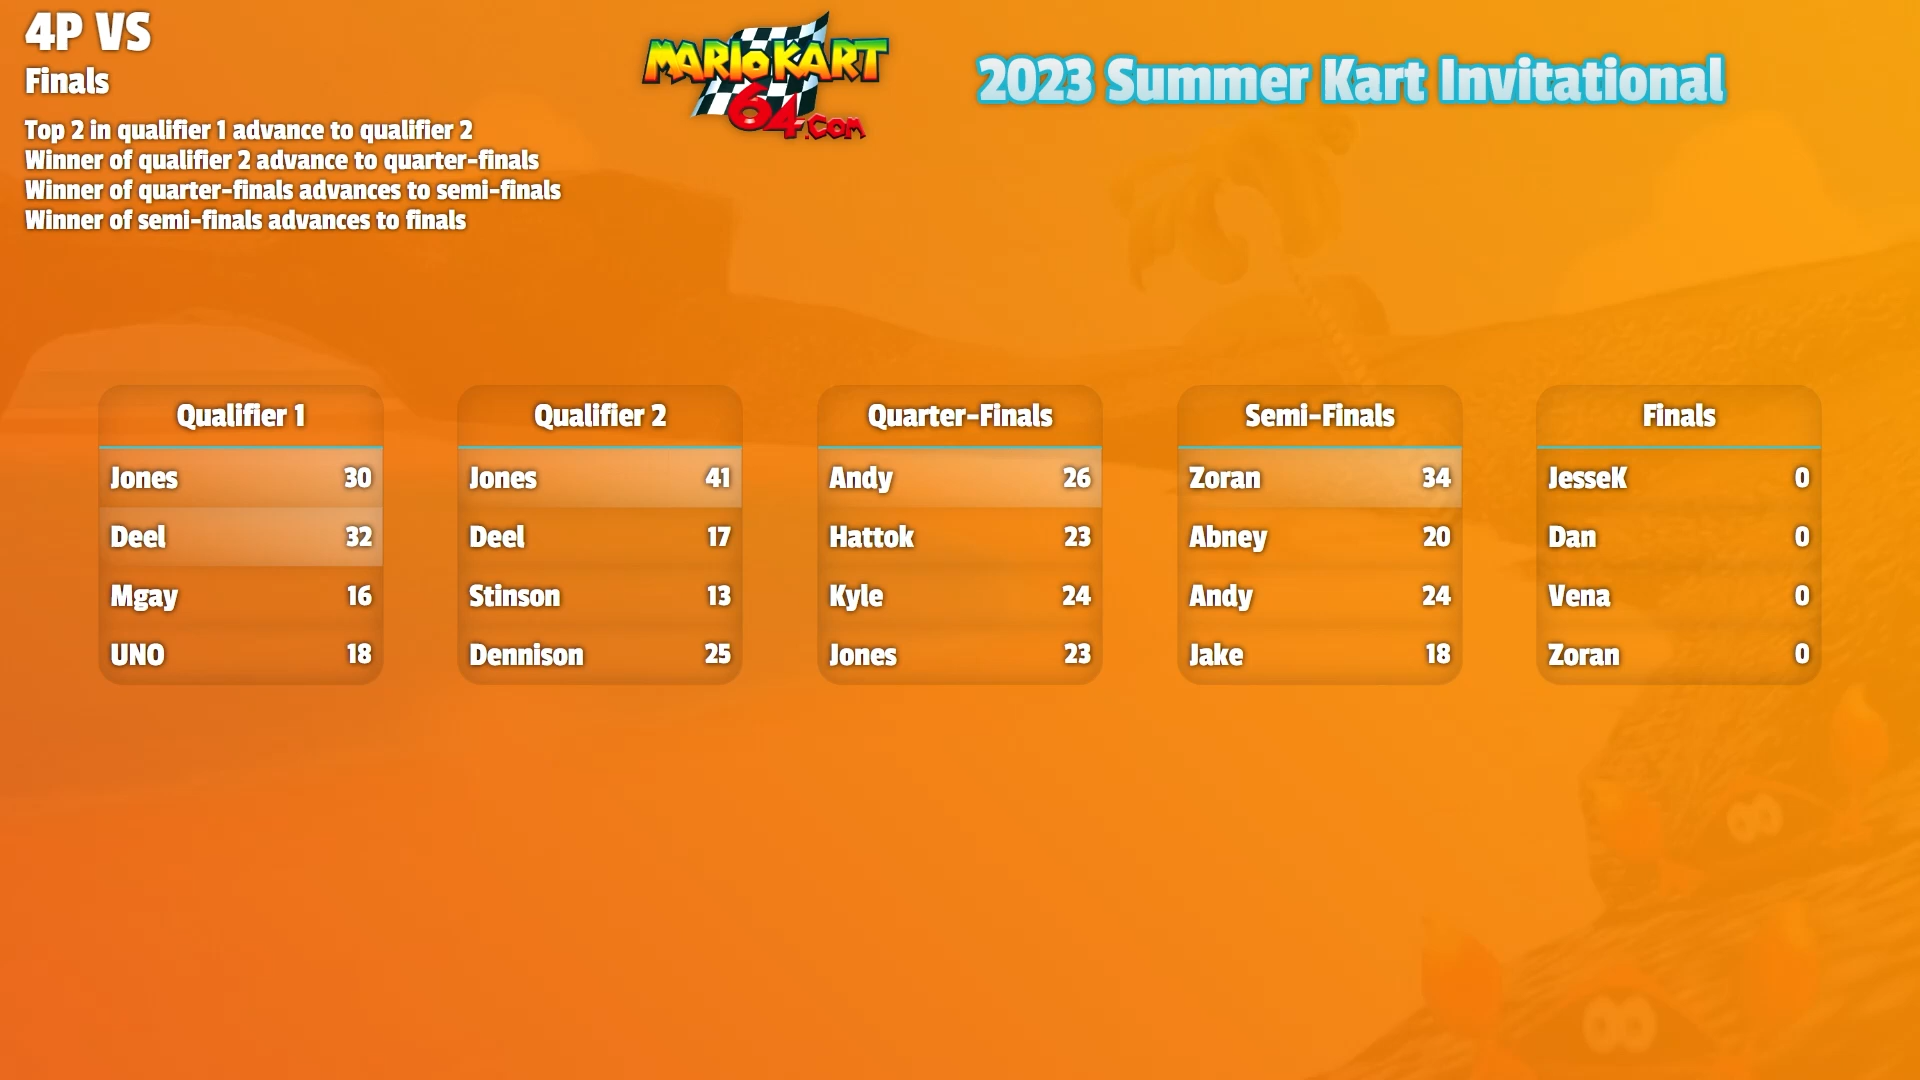 4P VS
Finals
Top 2 in qualifier 1 advance to qualifier 2
Winner of qualifier 2 advance to quarter-finals
Winner of quarter-finals advances to semi-finals
Winner of semi-finals advances to finals
MARIO KART
64.COM
2023 Summer Kart Invitational
Qualifier 1
Jones 30
Deel 32
Mgay 16
UNO 18
Qualifier 2
Jones 41
Deel 17
Stinson 13
Dennison 25
Quarter-Finals
Andy 26
Hattok 23
Kyle 24
Jones 23
Semi-Finals
Zoran 34
Abney 20
Andy 24
Jake 18
Finals
JesseK 0
Dan 0
Vena 0
Zoran 0